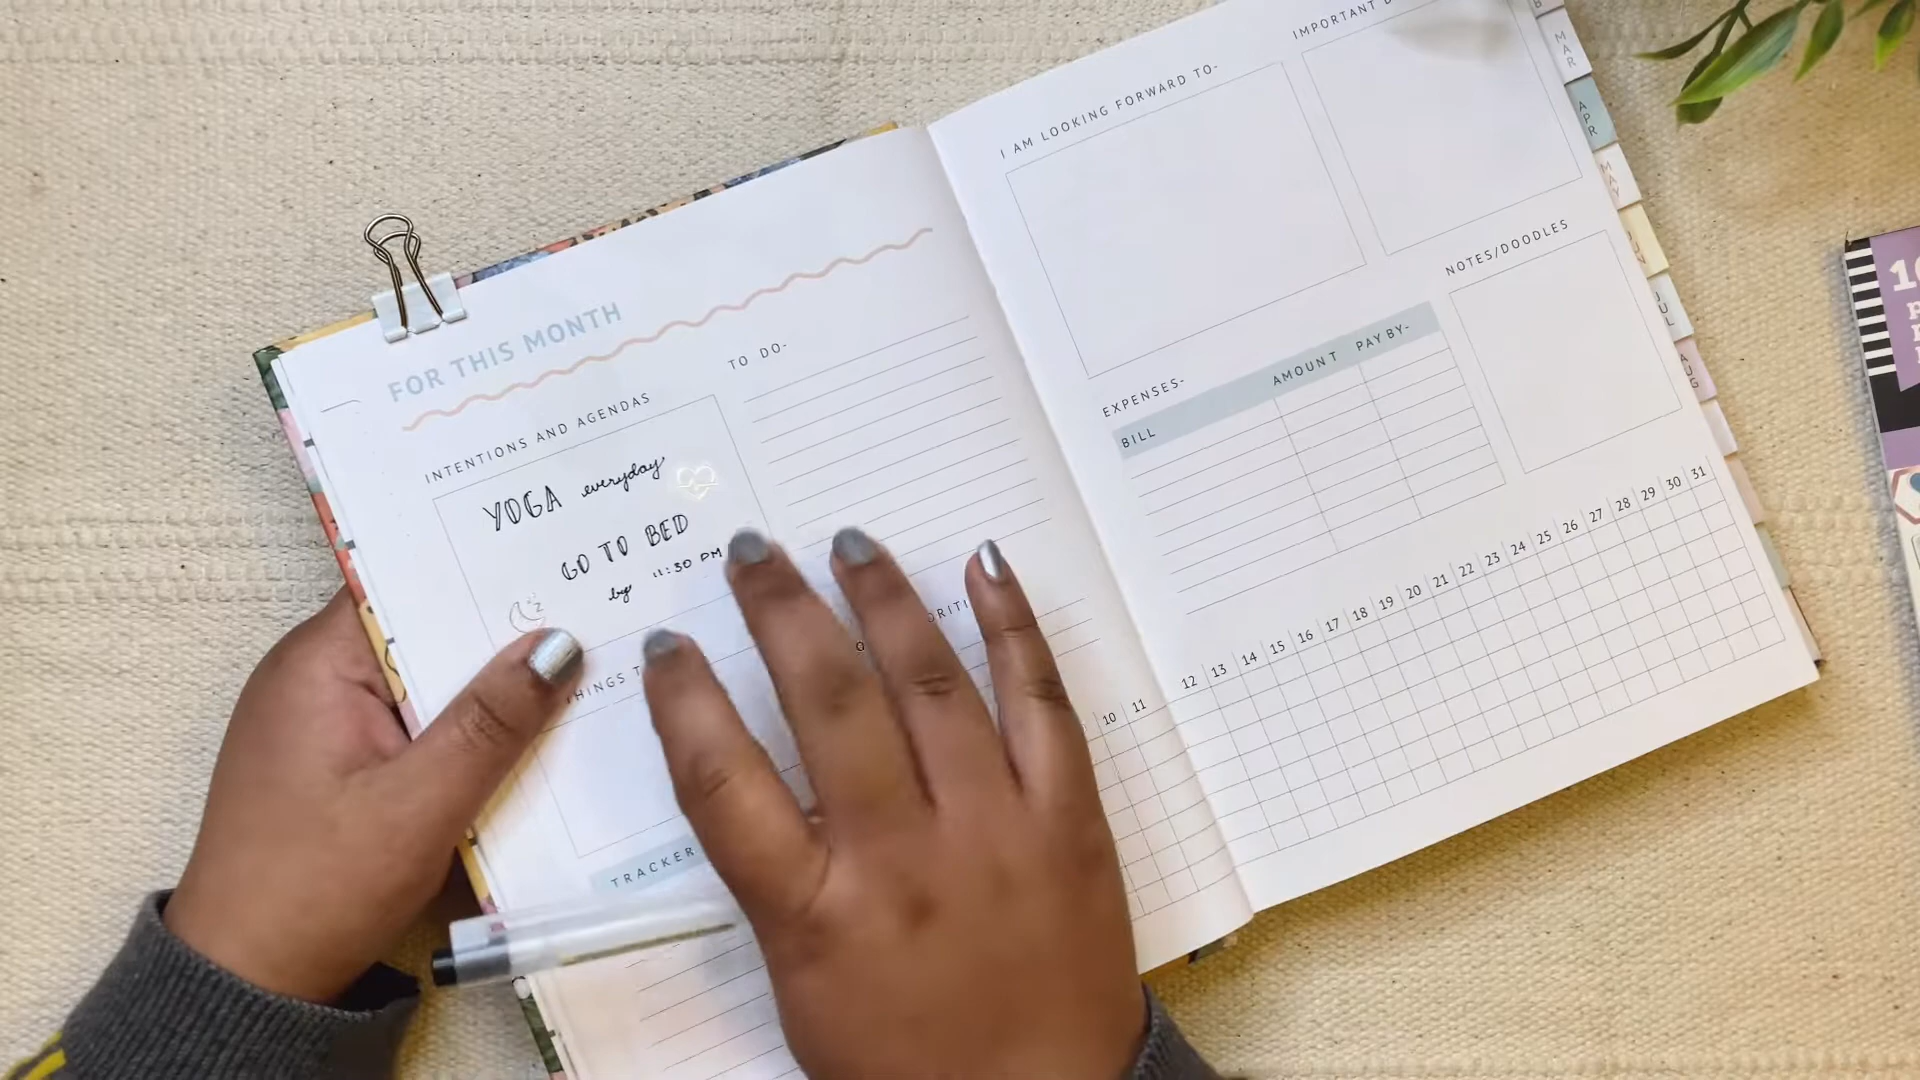 FOR THIS MONTH
INTENTIONS AND AGENDAS
YOGA everyday
GO TO BED
by 11:30 PM
TO DO-
THINGS
TRACKER
10 11
I AM LOOKING FORWARD TO-
IMPORTANT
EXPENSES-
BILL AMOUNT PAY BY-
NOTES/DOODLES
12 13 14 15 16 17 18 19 20 21 22 23 24 25 26 27 28 29 30 31
MAR
APR
MAY
JUN
JUL
AUG